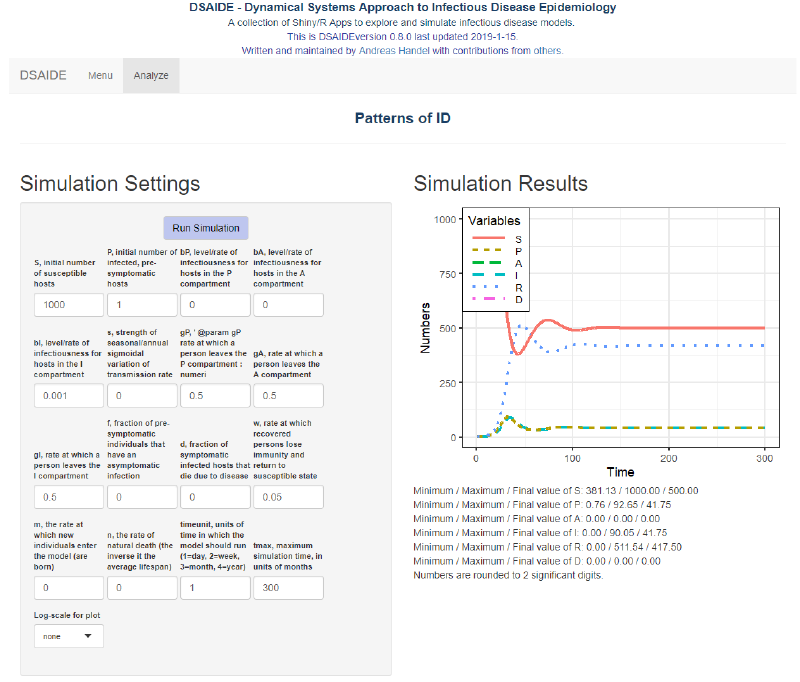 DSAIDE - Dynamical Systems Approach to Infectious Disease Epidemiology
A collection of Shiny/R Apps to explore and simulate infectious disease models.
This is DSAIDEversion 0.8.0 last updated 2019-1-15.
Written and maintained by Andreas Handel with contributions from others.
DSAIDE Menu Analyze
Patterns of ID
Simulation Settings
Run Simulation
S, initial number
of susceptible
hosts
1000
P, initial number of
infected, pre-
symptomatic
hosts
1
bP, level/rate of
infectiousness for
hosts in the P
compartment
0
bA, level/rate of
infectiousness for
hosts in the A
compartment
0
bI, level/rate of
infectiousness for
hosts in the I
compartment
0.001
s, strength of
seasonal/annual
sigmoidal
variation of
transmission rate
0
gP, ' @param gP
rate at which a
person leaves the
P compartment :
numeri
0.5
gA, rate at which a
person leaves the
A compartment
0.5
gI, rate at which a
person leaves the
I compartment
0.5
f, fraction of pre-
symptomatic
individuals that
have an
asymptomatic
infection
0
d, fraction of
symptomatic
infected hosts that
die due to disease
0
w, rate at which
recovered
persons lose
immunity and
return to
susceptible state
0.05
m, the rate at
which new
individuals enter
the model (are
born)
0
n, the rate of
natural death (the
inverse it the
average lifespan)
0
timeunit, units of
time in which the
model should run
(1=day, 2=week,
3=month, 4=year)
1
tmax, maximum
simulation time, in
units of months
300
Log-scale for plot
none
Simulation Results
Variables
S
P
A
I
R
D
1000
750
500
250
0
Numbers
0 100 200 300
Time
Minimum / Maximum / Final value of S: 381.13 / 1000.00 / 500.00
Minimum / Maximum / Final value of P: 0.76 / 92.65 / 41.75
Minimum / Maximum / Final value of A: 0.00 / 0.00 / 0.00
Minimum / Maximum / Final value of I: 0.00 / 90.05 / 41.75
Minimum / Maximum / Final value of R: 0.00 / 511.54 / 417.50
Minimum / Maximum / Final value of D: 0.00 / 0.00 / 0.00
Numbers are rounded to 2 significant digits.